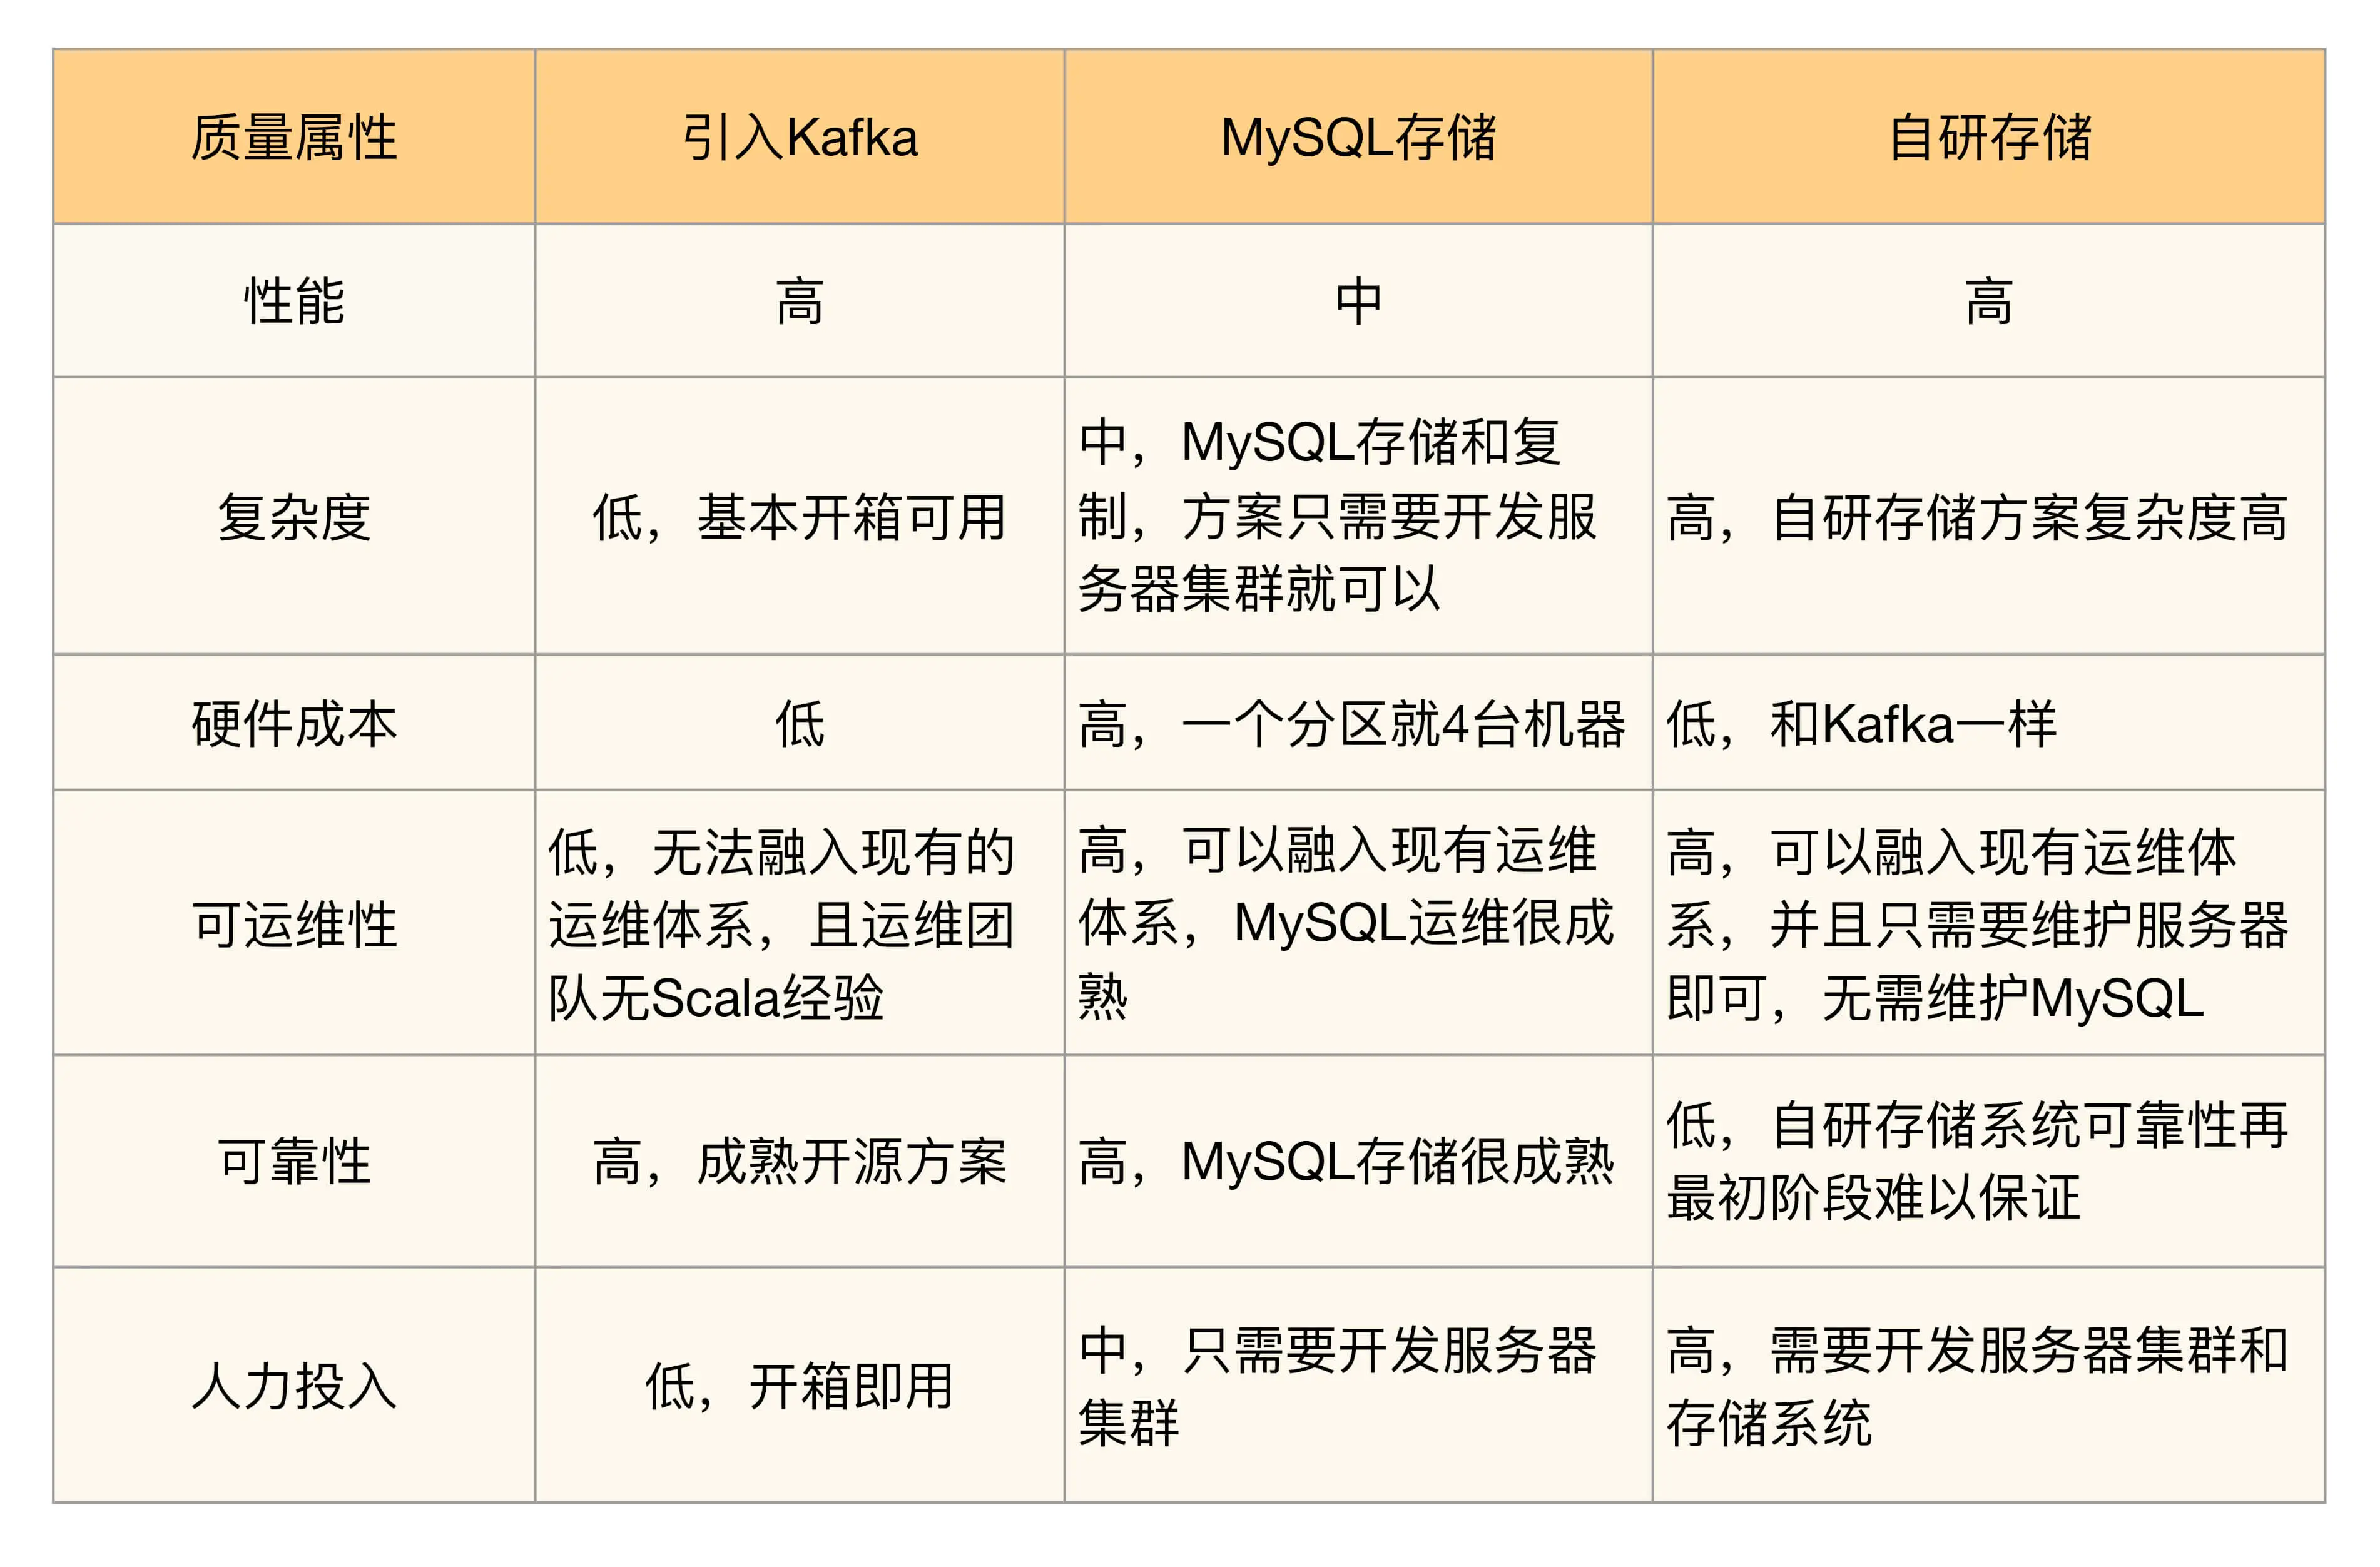 质量属性
引入Kafka
MySQL存储
自研存储
性能
高
中
高
复杂度
低，基本开箱可用
中，MySQL存储和复
制，方案只需要开发服
务器集群就可以
高，自研存储方案复杂度高
硬件成本
低
高，一个分区就4台机器
低，和Kafka一样
可运维性
低，无法融入现有的
运维体系，且运维团
队无Scala经验
高，可以融入现有运维
体系，MySQL运维很成
熟
高，可以融入现有运维体
系，并且只需要维护服务器
即可，无需维护MySQL
可靠性
高，成熟开源方案
高，MySQL存储很成熟
低，自研存储系统可靠性再
最初阶段难以保证
人力投入
低，开箱即用
中，只需要开发服务器
集群
高，需要开发服务器集群和
存储系统